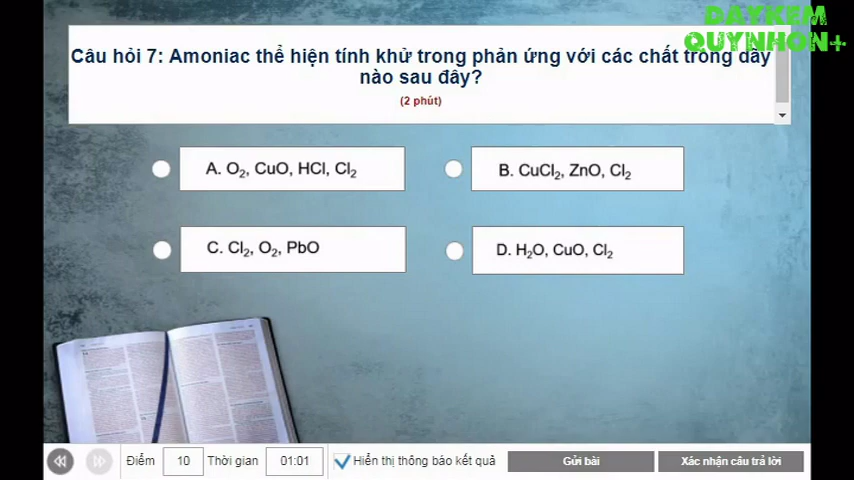 DAYKEM
QUYNHON+
Câu hỏi 7: Amoniac thể hiện tính khử trong phản ứng với các chất trong dãy
nào sau đây?
(2 phút)
A. O₂, CuO, HCl, Cl₂
B. CuCl₂, ZnO, Cl₂
C. Cl₂, O₂, PbO
D. H₂O, CuO, Cl₂
Điểm 10 Thời gian 01:01 Hiển thị thông báo kết quả Gửi bài Xác nhận câu trả lời